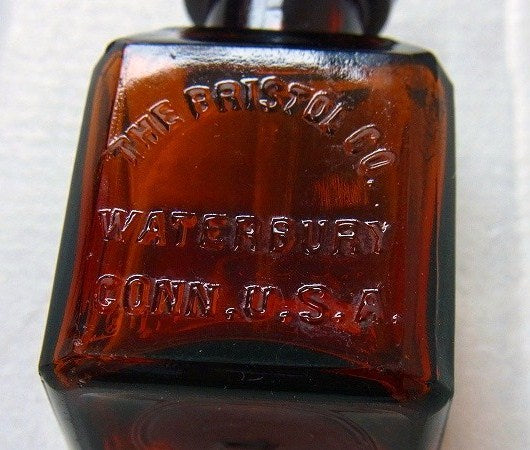 THE BRISTOL CO.
WATERBURY
CONN. U.S.A.